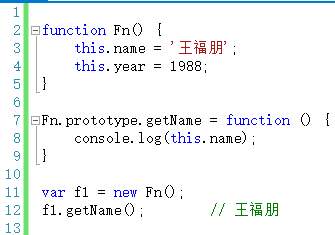 1
2 function Fn() {
3     this.name = '王福朋';
4     this.year = 1988;
5 }
6
7 Fn.prototype.getName = function () {
8     console.log(this.name);
9 }
10
11 var f1 = new Fn();
12 f1.getName();        // 王福朋